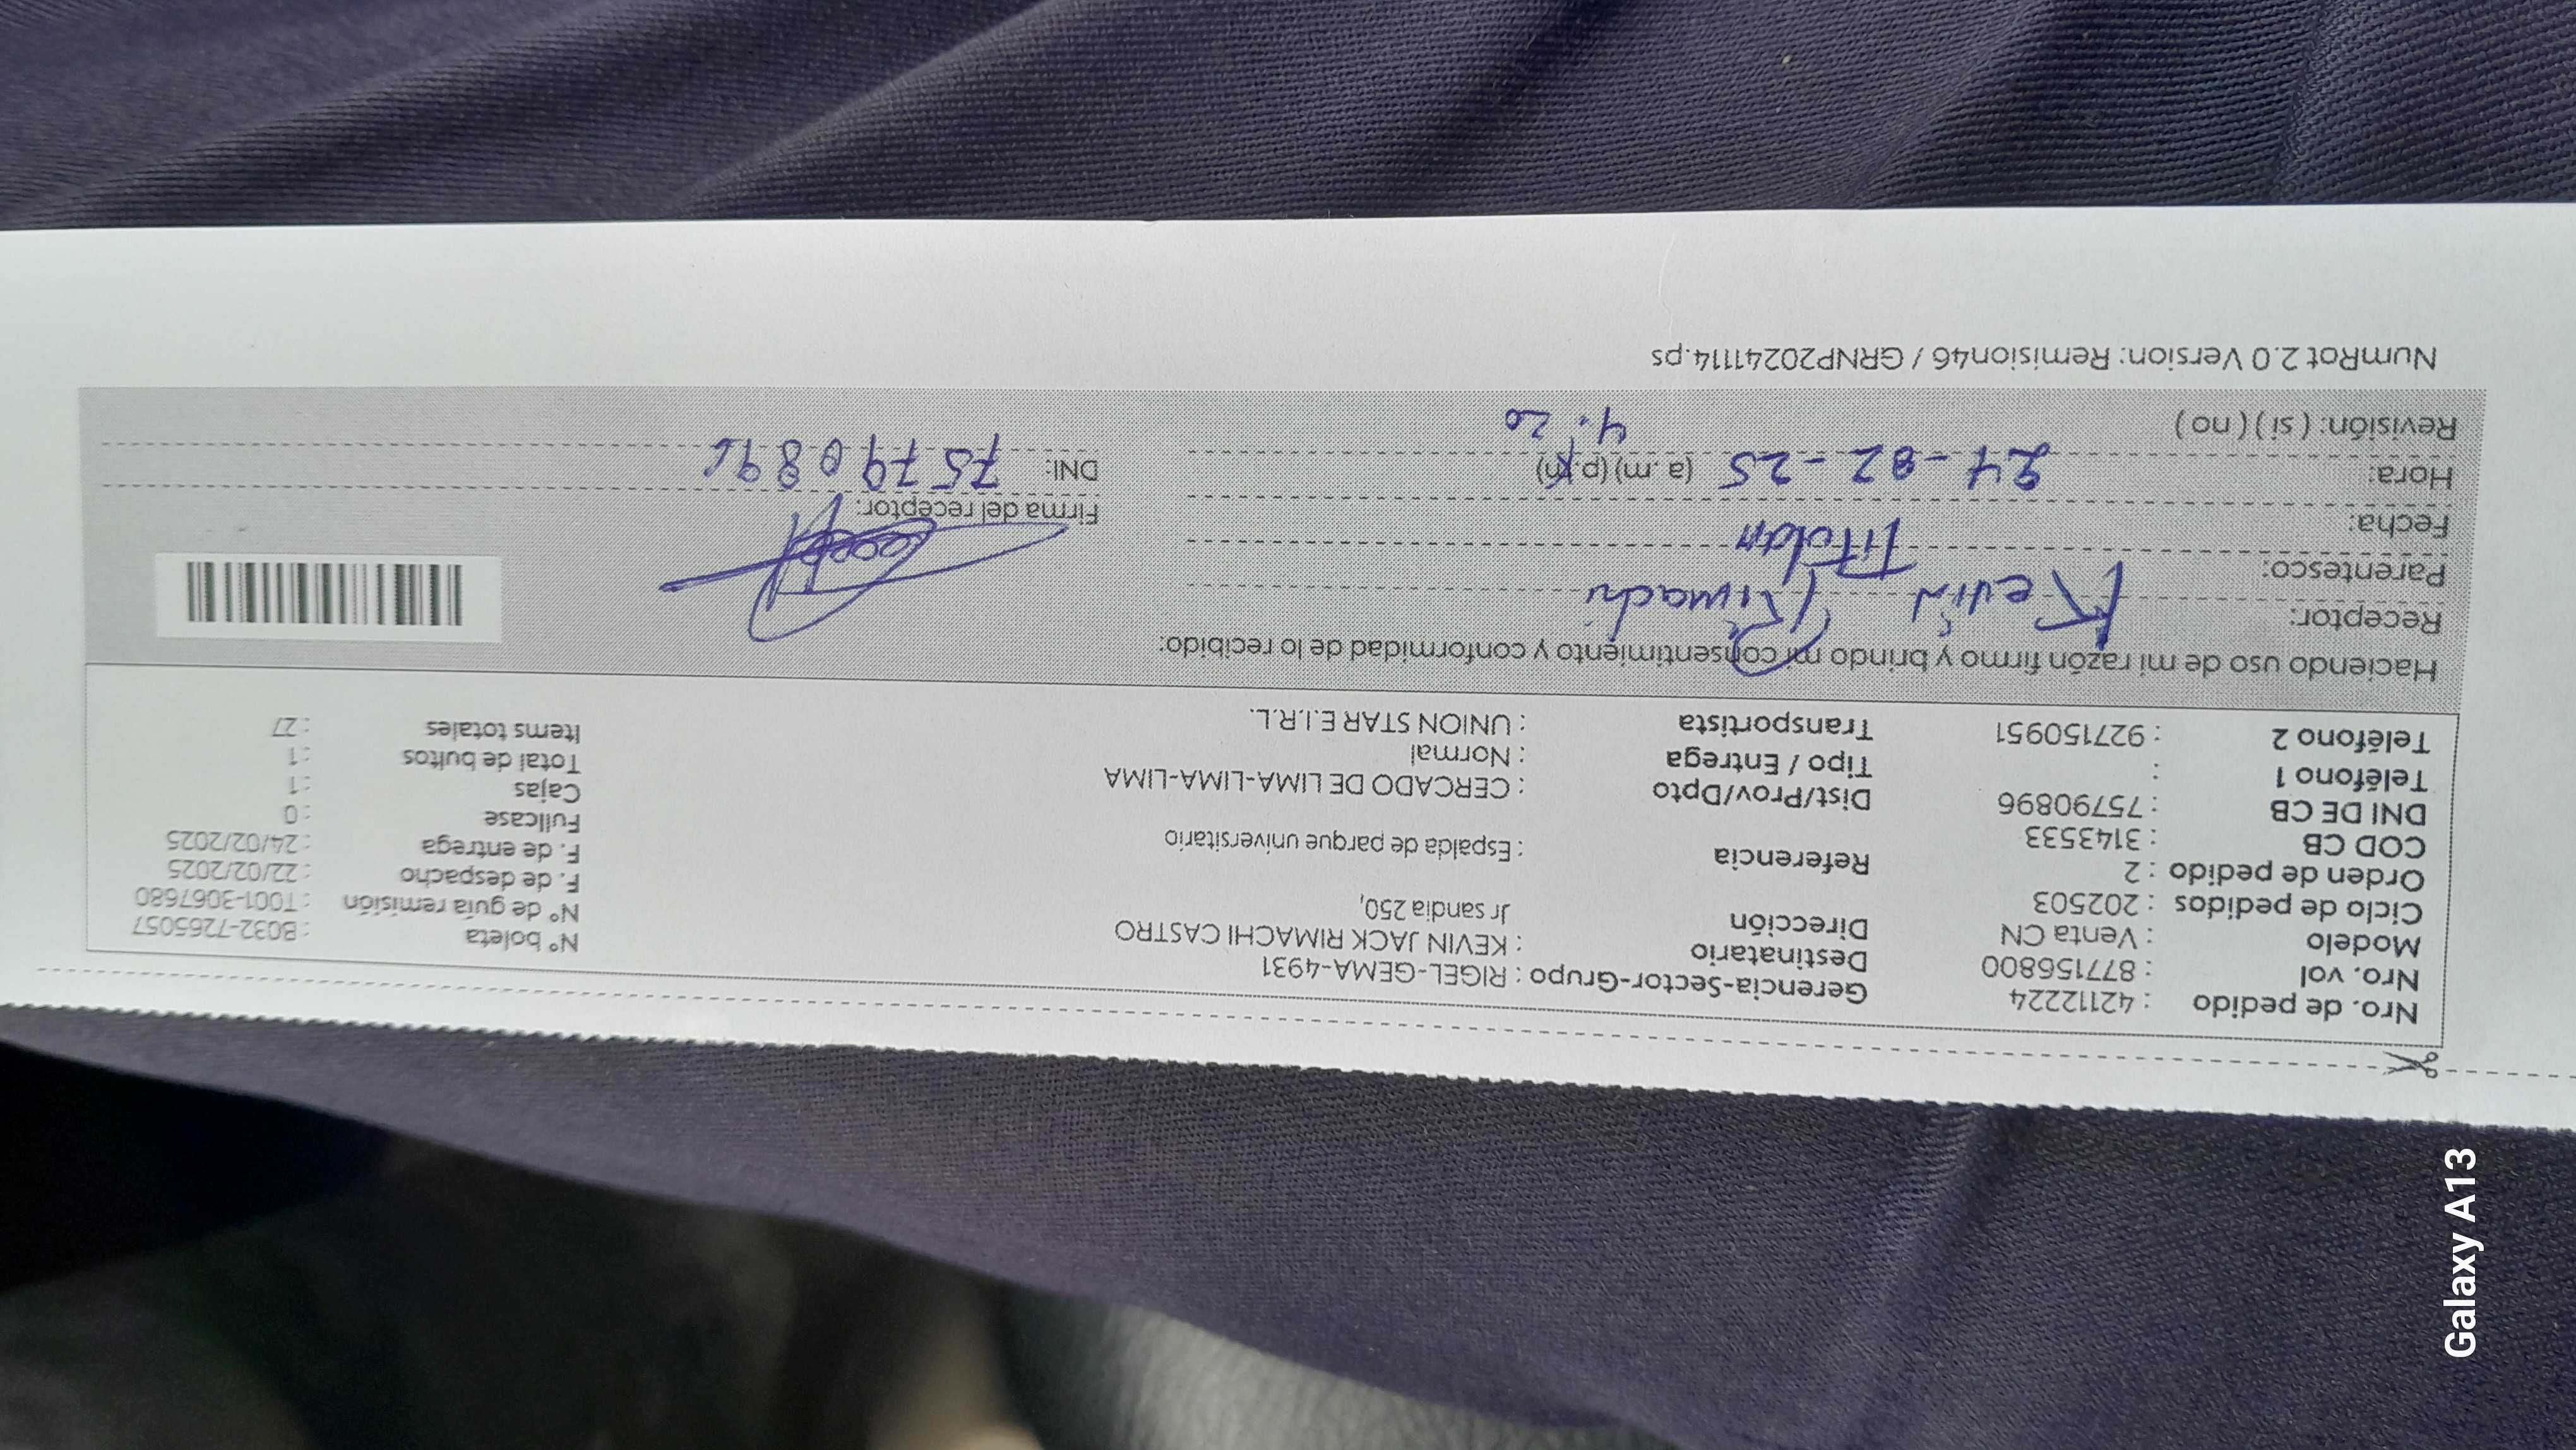 Nro. de pedido : 42112224
Nro. vol : 877156800
Modelo : Venta CN
Ciclo de pedidos : 202503
Orden de pedido : 2
COD CB : 3143533
DNI DE CB : 75790896
Teléfono 1 :
Teléfono 2 : 927150951
Gerencia-Sector-Grupo : RIGEL-GEMA-4931
Destinatario : KEVIN JACK RIMACHI CASTRO
Dirección Jr sandia 250,
Referencia : Espalda de parque universitario
Dist/Prov/Dpto : CERCADO DE LIMA-LIMA-LIMA
Tipo / Entrega : Normal
Transportista : UNION STAR E.I.R.L.
N° boleta : B032-7265057
N° de guía remisión : T001-3067680
F. de despacho : 22/02/2025
F. de entrega : 24/02/2025
Fullcase : 0
Cajas : 1
Total de bultos : 1
Items totales : 27
Haciendo uso de mi razón firmo y brindo mi consentimiento y conformidad de lo recibido:
Receptor: Kevin Rimachi
Parentesco: Titular
Fecha: 24-02-25
Hora: (a.m) (p.m) 4:20
Revisión: ( si ) ( no )
Firma del receptor:
DNI: 75790896
NumRot 2.0 Version: Remision46 / GRNP20241114.ps
Galaxy A13